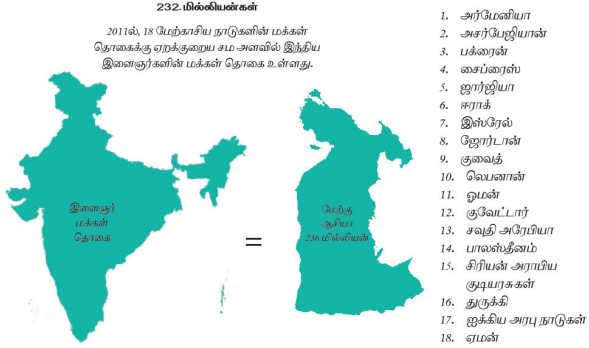 232.மில்லியன்கள்
2011ல், 18 மேற்காசிய நாடுகளின் மக்கள்
தொகைக்கு ஏறக்குறைய சம அளவில் இந்திய
இளைஞர்களின் மக்கள் தொகை உள்ளது.
இளைஞர்
மக்கள்
தொகை
=
மேற்கு
ஆசியா
236 மில்லியன்
1. அர்மேனியா
2. அசர்பேஜியான்
3. பக்ரைன்
4. சைப்ரைஸ்
5. ஜார்ஜியா
6. ஈராக்
7. இஸ்ரேல்
8. ஜோர்டான்
9. குவைத்
10. லெபனான்
11. ஓமன்
12. குவேட்டார்
13. சவுதி அரேபியா
14. பாலஸ்தீனம்
15. சிரியன் அராபிய
குடியரசுகள்
16. துருக்கி
17. ஐக்கிய அரபு நாடுகள்
18. ஏமன்